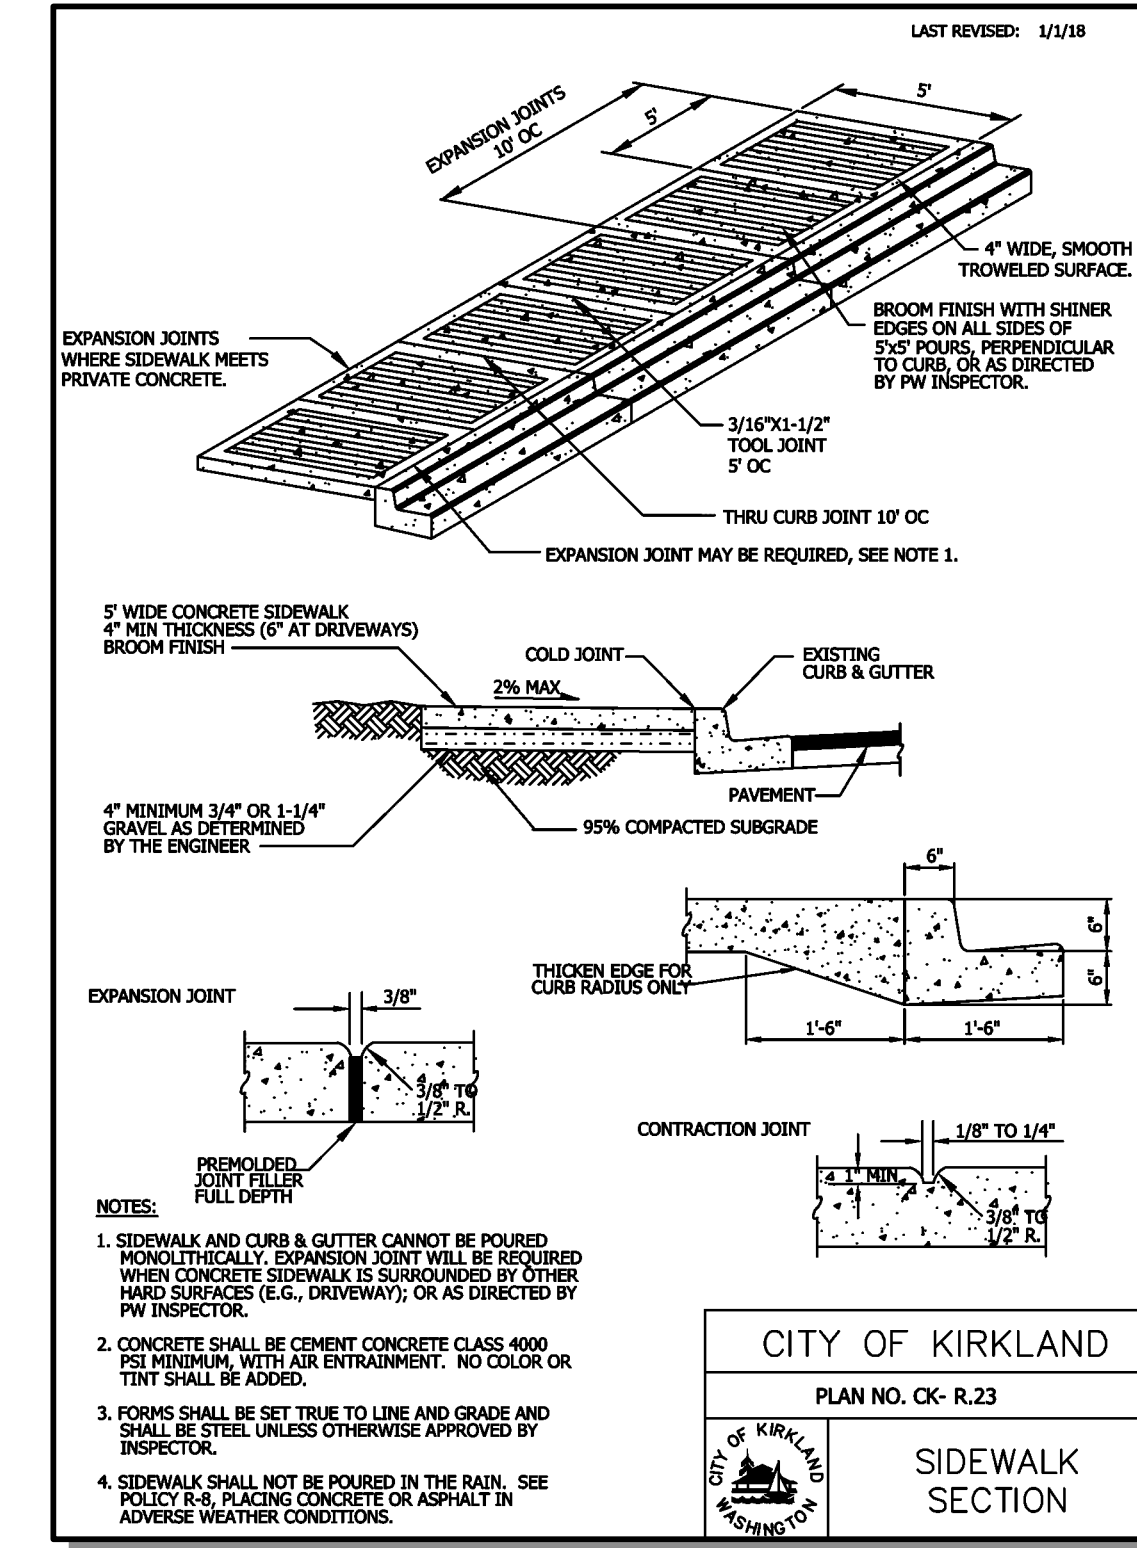 LAST REVISED: 1/1/18
EXPANSION JOINTS
10' OC
5'
5'
4" WIDE, SMOOTH
TROWELED SURFACE.
BROOM FINISH WITH SHINER
EDGES ON ALL SIDES OF
5'x5' POURS, PERPENDICULAR
TO CURB, OR AS DIRECTED
BY PW INSPECTOR.
EXPANSION JOINTS
WHERE SIDEWALK MEETS
PRIVATE CONCRETE.
3/16"X1-1/2"
TOOL JOINT
5' OC
THRU CURB JOINT 10' OC
EXPANSION JOINT MAY BE REQUIRED, SEE NOTE 1.
5' WIDE CONCRETE SIDEWALK
4" MIN THICKNESS (6" AT DRIVEWAYS)
BROOM FINISH
COLD JOINT
EXISTING
CURB & GUTTER
2% MAX
PAVEMENT
4" MINIMUM 3/4" OR 1-1/4"
GRAVEL AS DETERMINED
BY THE ENGINEER
95% COMPACTED SUBGRADE
6"
6"
6"
THICKEN EDGE FOR
CURB RADIUS ONLY
1'-6"
1'-6"
EXPANSION JOINT
3/8"
3/8" TO
1/2" R.
PREMOLDED
JOINT FILLER
FULL DEPTH
CONTRACTION JOINT
1/8" TO 1/4"
1" MIN
3/8" TO
1/2" R.
NOTES:
1. SIDEWALK AND CURB & GUTTER CANNOT BE POURED
MONOLITHICALLY. EXPANSION JOINT WILL BE REQUIRED
WHEN CONCRETE SIDEWALK IS SURROUNDED BY OTHER
HARD SURFACES (E.G., DRIVEWAY); OR AS DIRECTED BY
PW INSPECTOR.
2. CONCRETE SHALL BE CEMENT CONCRETE CLASS 4000
PSI MINIMUM, WITH AIR ENTRAINMENT. NO COLOR OR
TINT SHALL BE ADDED.
3. FORMS SHALL BE SET TRUE TO LINE AND GRADE AND
SHALL BE STEEL UNLESS OTHERWISE APPROVED BY
INSPECTOR.
4. SIDEWALK SHALL NOT BE POURED IN THE RAIN. SEE
POLICY R-8, PLACING CONCRETE OR ASPHALT IN
ADVERSE WEATHER CONDITIONS.
CITY OF KIRKLAND
PLAN NO. CK- R.23
CITY OF KIRKLAND
WASHINGTON
SIDEWALK
SECTION